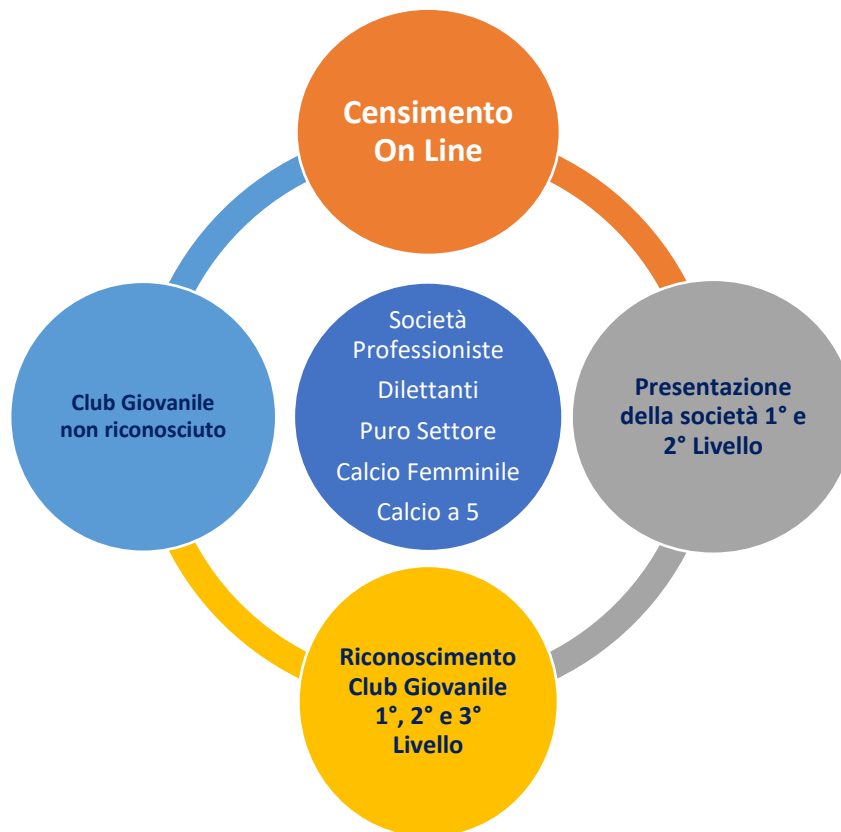 Censimento
On Line
Club Giovanile
non riconosciuto
Società
Professioniste
Dilettanti
Puro Settore
Calcio Femminile
Calcio a 5
Presentazione
della società 1° e
2° Livello
Riconoscimento
Club Giovanile
1°, 2° e 3°
Livello